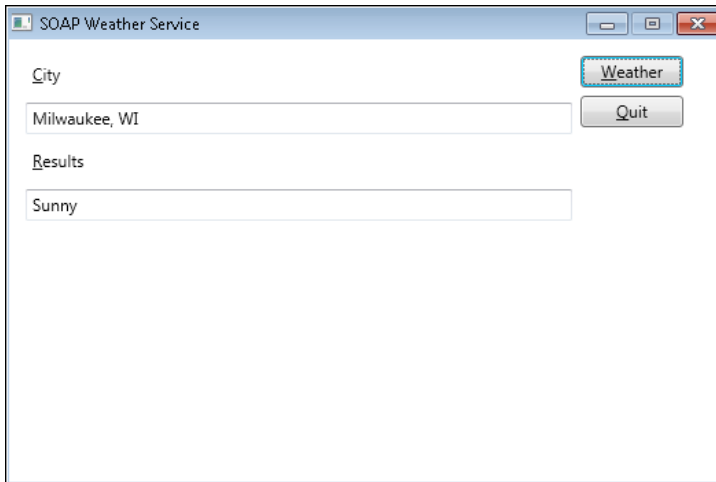 SOAP Weather Service
City
Weather
Milwaukee, WI
Quit
Results
Sunny